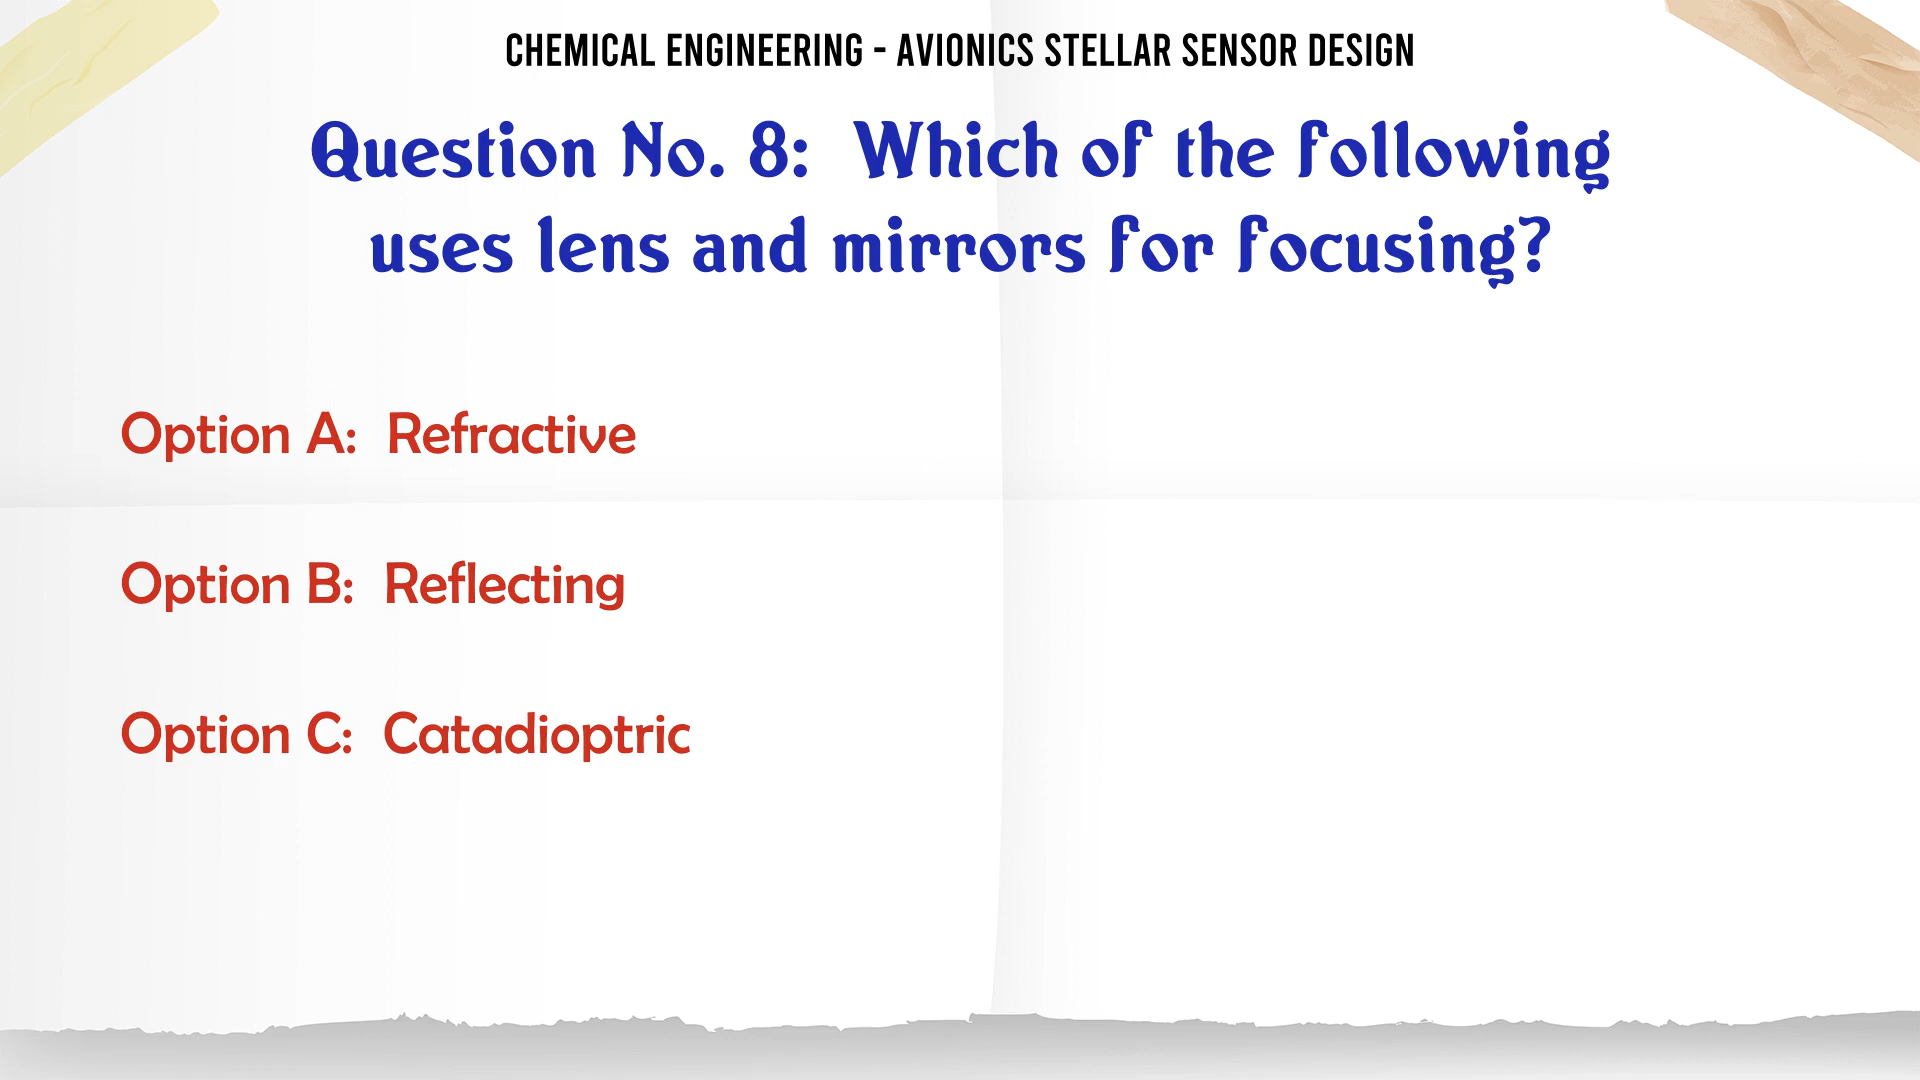 CHEMICAL ENGINEERING - AVIONICS STELLAR SENSOR DESIGN
Question No. 8: Which of the following
uses lens and mirrors for focusing?
Option A: Refractive
Option B: Reflecting
Option C: Catadioptric